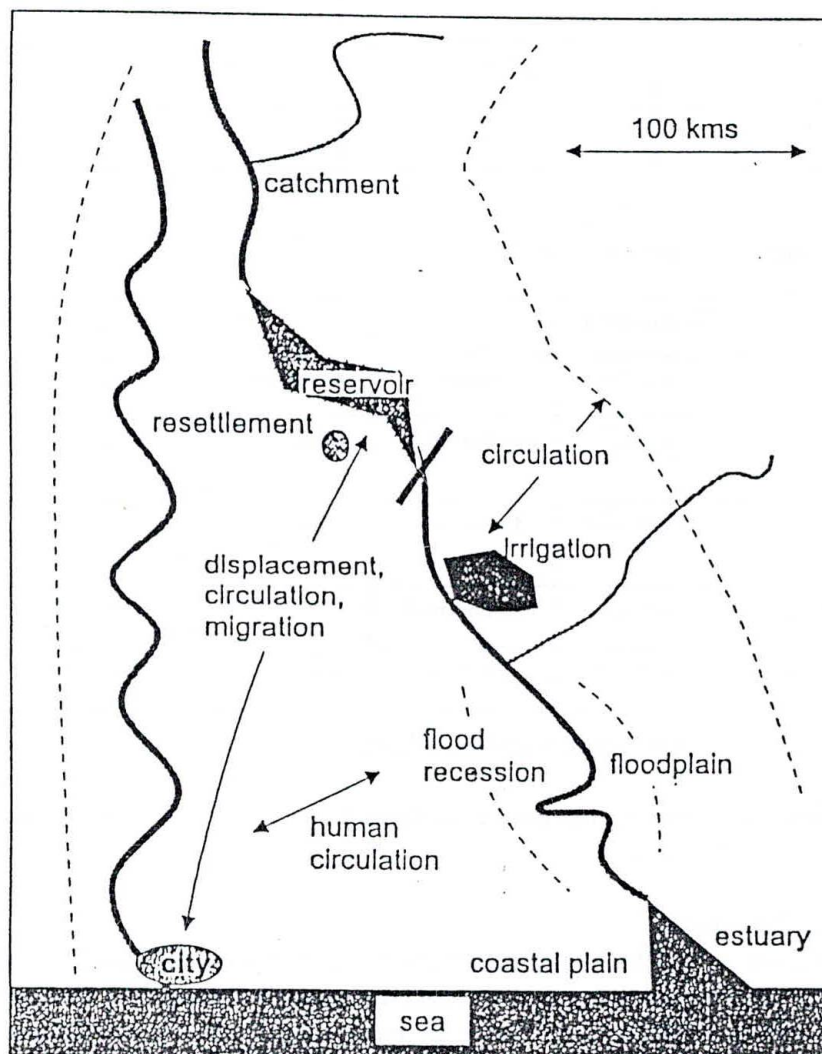 100 kms
catchment
reservoir
resettlement
circulation
irrigation
displacement,
circulation,
migration
flood
recession
floodplain
human
circulation
estuary
city
coastal plain
sea